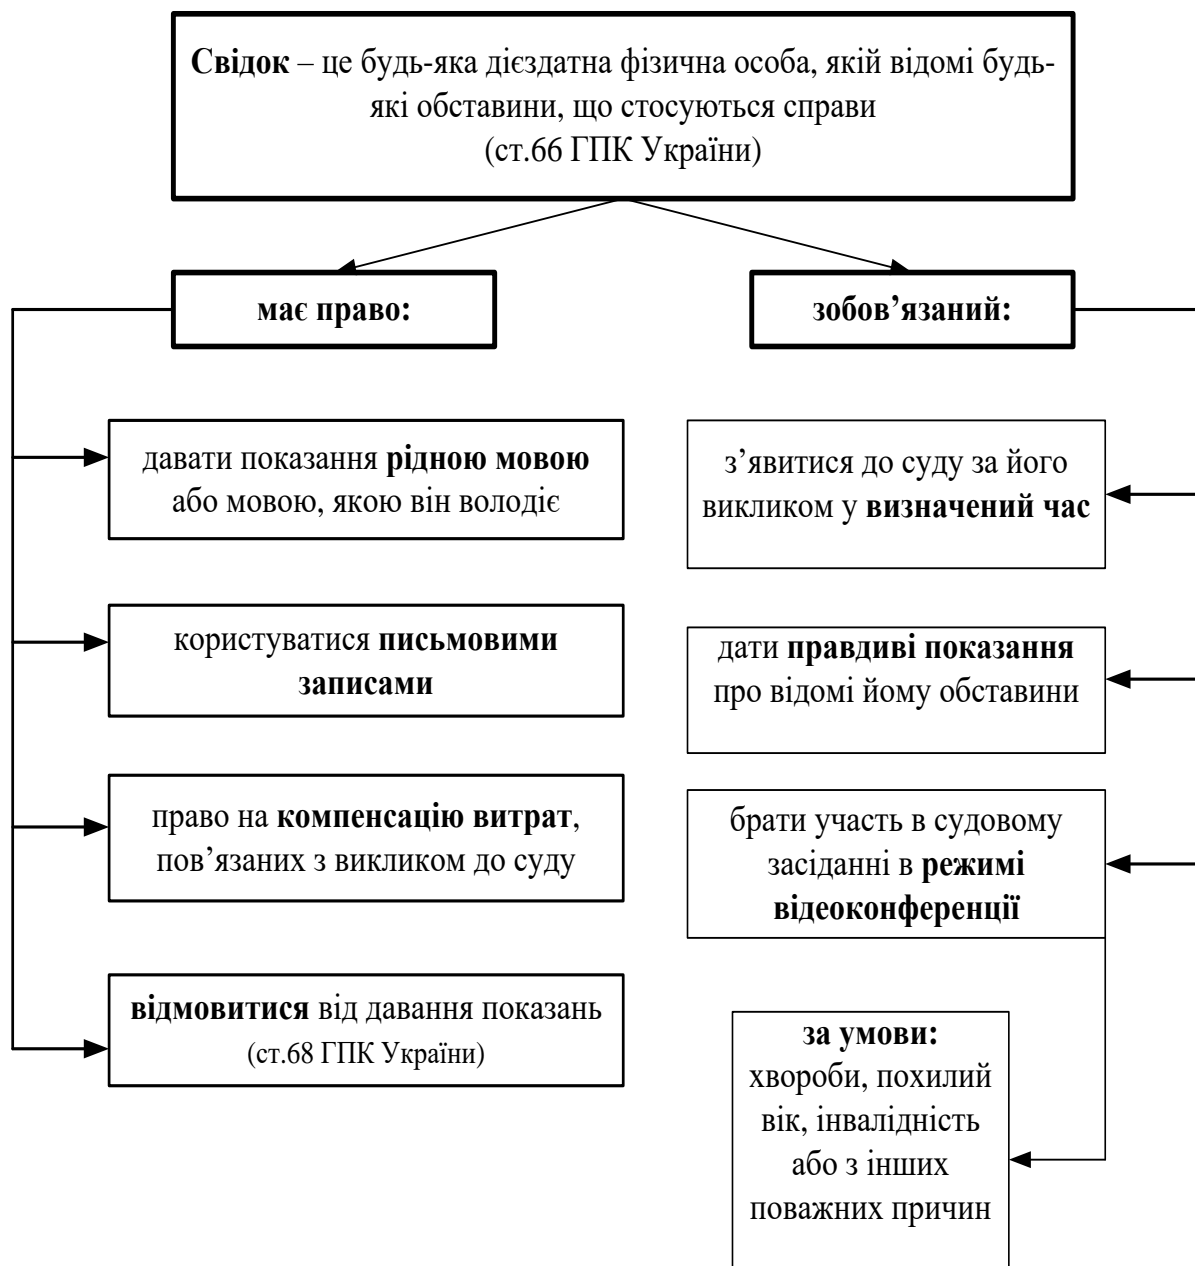 Свідок – це будь-яка дієздатна фізична особа, якій відомі будь-
які обставини, що стосуються справи
(ст.66 ГПК України)
має право:
зобов’язаний:
давати показання рідною мовою
або мовою, якою він володіє
користуватися письмовими
записами
право на компенсацію витрат,
пов’язаних з викликом до суду
відмовитися від давання показань
(ст.68 ГПК України)
з’явитися до суду за його
викликом у визначений час
дати правдиві показання
про відомі йому обставини
брати участь в судовому
засіданні в режимі
відеоконференції
за умови:
хвороби, похилий
вік, інвалідність
або з інших
поважних причин